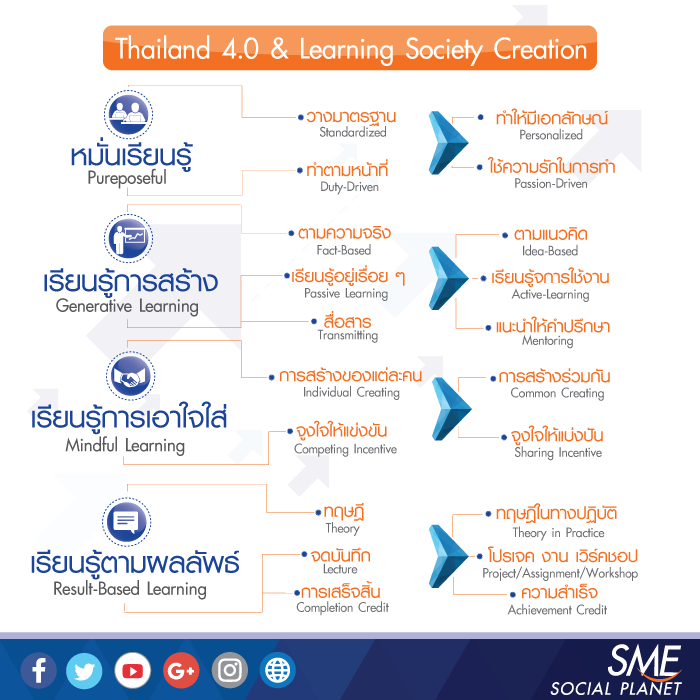 Thailand 4.0 & Learning Society Creation
หมั่นเรียนรู้
Pureposeful
วางมาตรฐาน
Standardized
ทำให้มีเอกลักษณ์
Personalized
ทำตามหน้าที่
Duty-Driven
ใช้ความรักในการทำ
Passion-Driven
เรียนรู้การสร้าง
Generative Learning
ตามความจริง
Fact-Based
ตามแนวคิด
Idea-Based
เรียนรู้อยู่เรื่อย ๆ
Passive Learning
เรียนรู้จการใช้งาน
Active-Learning
สื่อสาร
Transmitting
แนะนำให้คำปรึกษา
Mentoring
เรียนรู้การเอาใจใส่
Mindful Learning
การสร้างของแต่ละคน
Individual Creating
การสร้างร่วมกัน
Common Creating
จูงใจให้แข่งขัน
Competing Incentive
จูงใจให้แบ่งปัน
Sharing Incentive
เรียนรู้ตามผลลัพธ์
Result-Based Learning
ทฤษฎี
Theory
ทฤษฎีในทางปฏิบัติ
Theory in Practice
จดบันทึก
Lecture
โปรเจค งาน เวิร์คชอป
Project/Assignment/Workshop
การเสร็จสิ้น
Completion Credit
ความสำเร็จ
Achievement Credit
SME
SOCIAL PLANET